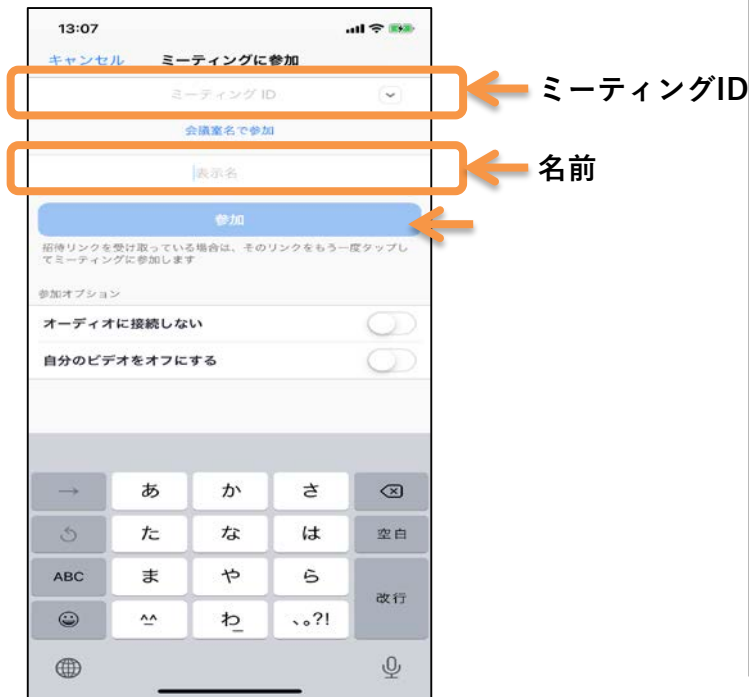 13:07
キャンセル ミーティングに参加
ミーティング ID
ミーティングID
会議室名で参加
表示名
名前
参加
招待リンクを受け取っている場合は、そのリンクをもう一度タップし
てミーティングに参加します
参加オプション
オーディオに接続しない
自分のビデオをオフにする
→ あ か さ
た な は 空白
ABC ま や ら
改行
^^ わ_ 、。?!